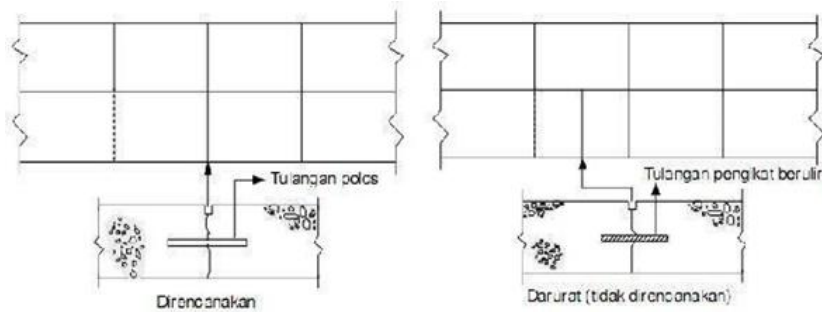 Tulangan polos
Direncanakan
Tulangan pengikat berulir
Darurat (tidak direncanakan)